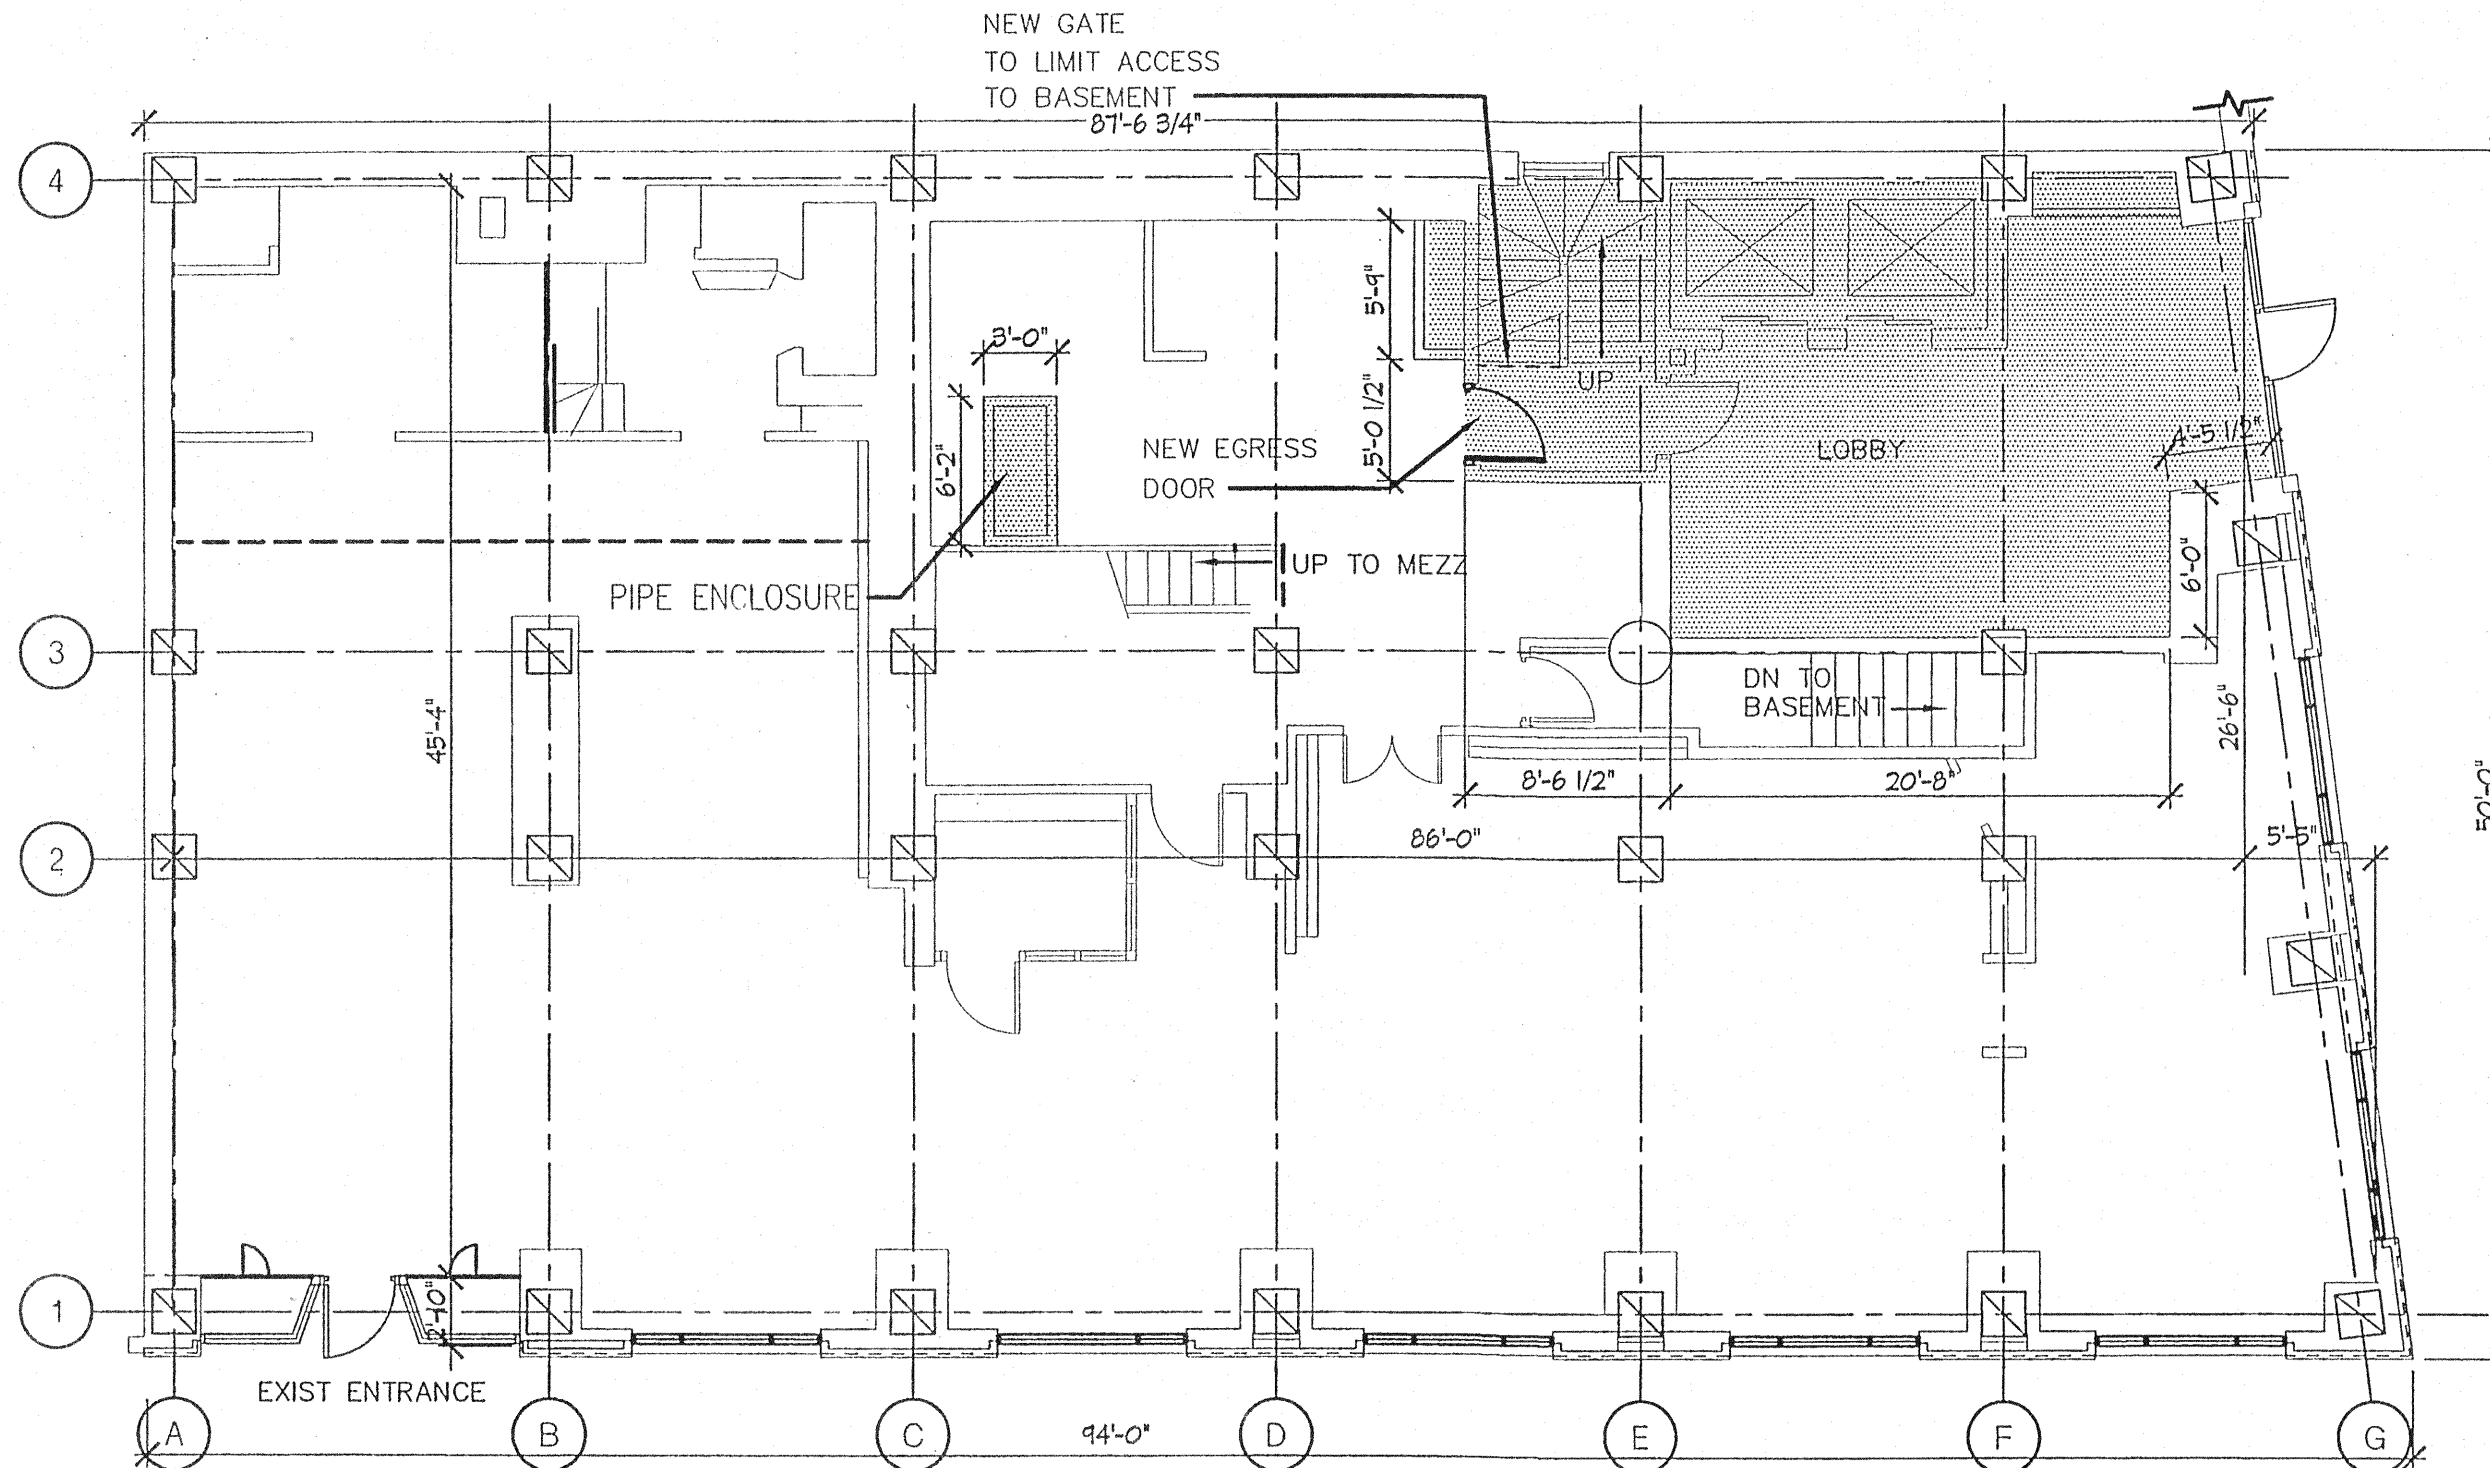 NEW GATE
TO LIMIT ACCESS
TO BASEMENT
87'-6 3/4"
4
5'-9"
3'-0"
UP
5'-0 1/2"
NEW EGRESS
DOOR
LOBBY
4'-5 1/2"
6'-2"
PIPE ENCLOSURE
UP TO MEZZ
6'-0"
3
DN TO
BASEMENT
45'-4"
26'-6"
8'-6 1/2"
20'-8"
50'-0"
86'-0"
5'-5"
2
2'-10"
1
EXIST ENTRANCE
A
B
C
94'-0"
D
E
F
G